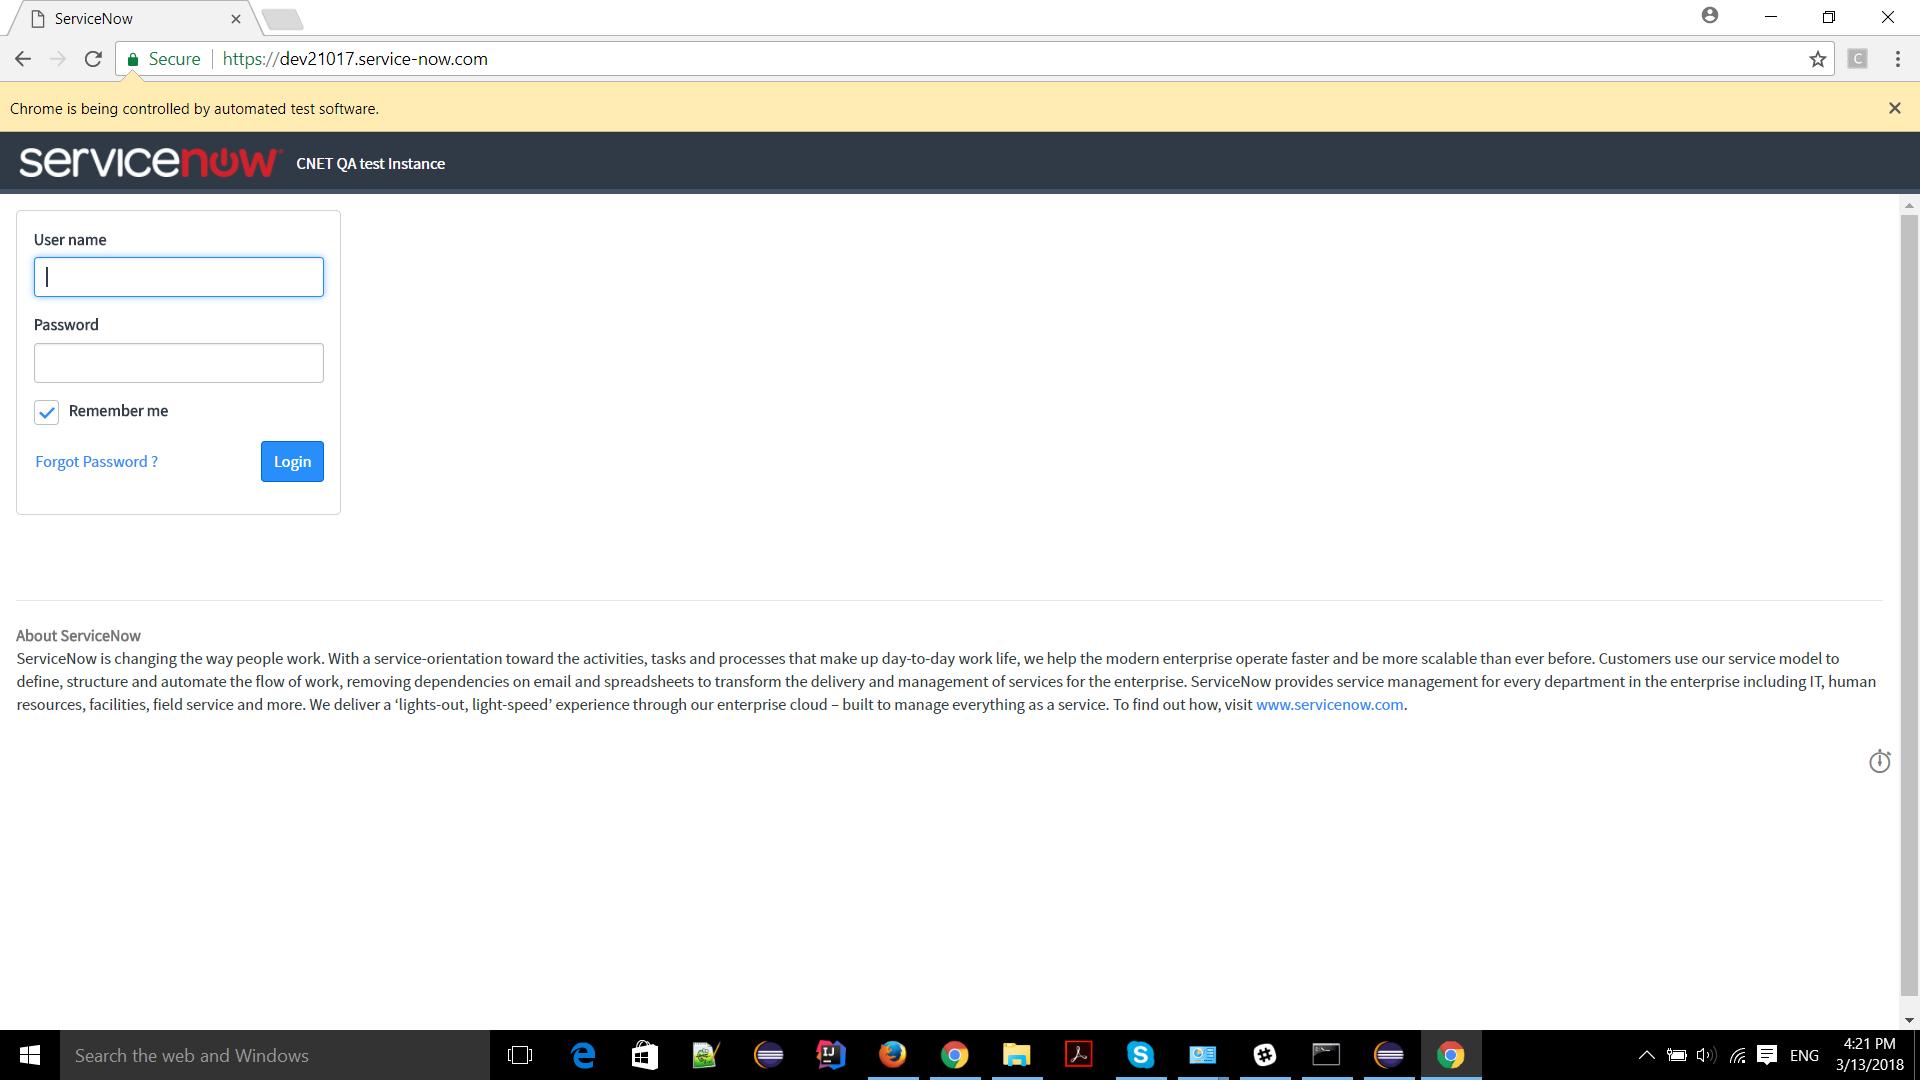 ServiceNow
Secure https://dev21017.service-now.com
C
Chrome is being controlled by automated test software.
servicenow CNET QA test Instance
User name
Password
Remember me
Forgot Password ? Login
About ServiceNow
ServiceNow is changing the way people work. With a service-orientation toward the activities, tasks and processes that make up day-to-day work life, we help the modern enterprise operate faster and be more scalable than ever before. Customers use our service model to
define, structure and automate the flow of work, removing dependencies on email and spreadsheets to transform the delivery and management of services for the enterprise. ServiceNow provides service management for every department in the enterprise including IT, human
resources, facilities, field service and more. We deliver a ‘lights-out, light-speed’ experience through our enterprise cloud – built to manage everything as a service. To find out how, visit www.servicenow.com.
Search the web and Windows
IJ
ENG
4:21 PM
3/13/2018